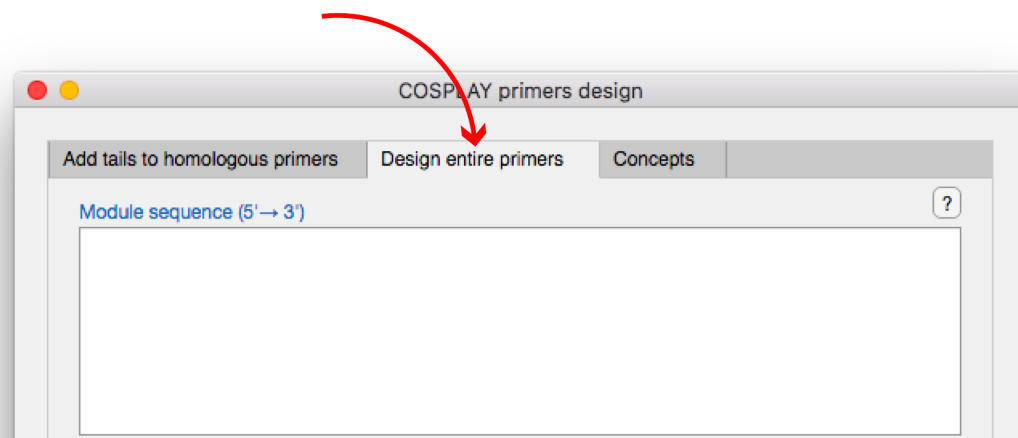 COSPLAY primers design
Add tails to homologous primers Design entire primers Concepts
Module sequence (5'→ 3') ?